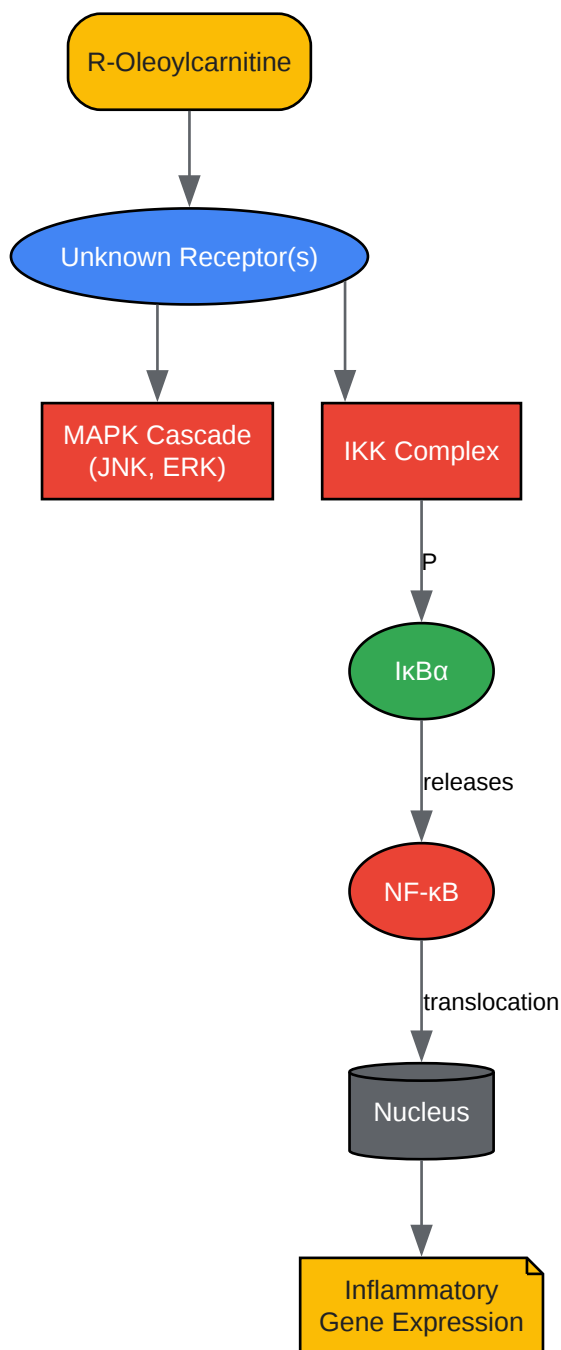 R-Oleoylcarnitine
Unknown Receptor(s)
MAPK Cascade
(JNK, ERK)
IKK Complex
P
IκBα
releases
NF-κB
translocation
Nucleus
Inflammatory
Gene Expression